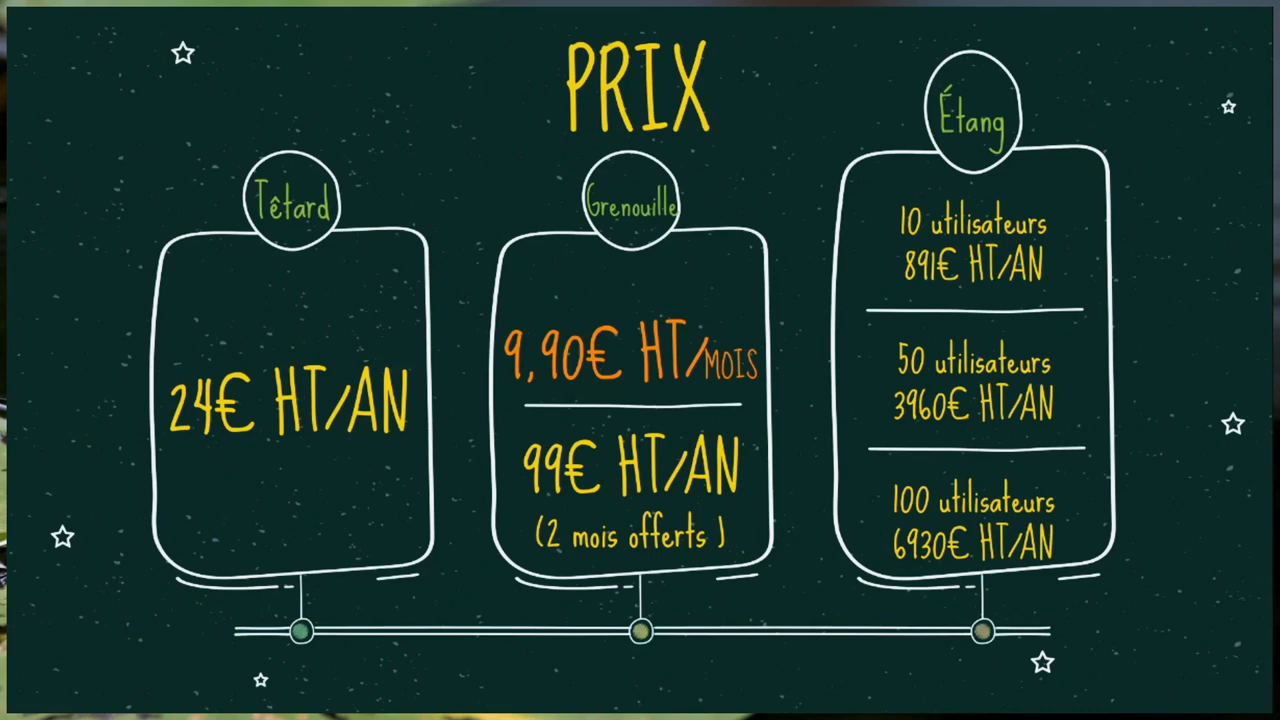 PRIX
Têtard
24€ HT/AN
Grenouille
9,90€ HT/MOIS
99€ HT/AN
(2 mois offerts )
Étang
10 utilisateurs
891€ HT/AN
50 utilisateurs
3960€ HT/AN
100 utilisateurs
6930€ HT/AN